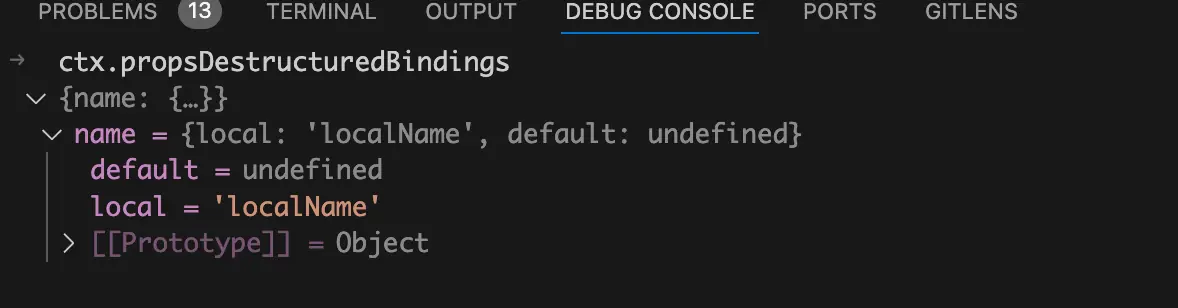 PROBLEMS 13 TERMINAL OUTPUT DEBUG CONSOLE PORTS GITLENS
ctx.propsDestructuredBindings
{name: {…}}
name = {local: 'localName', default: undefined}
default = undefined
local = 'localName'
[[Prototype]] = Object